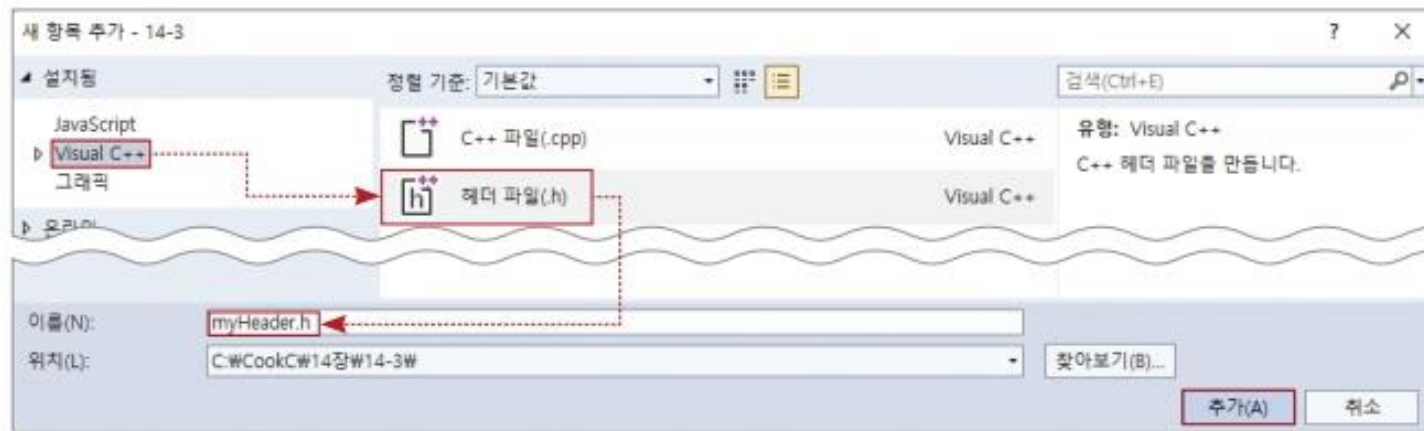 새 항목 추가 - 14-3
? ×
설치됨
정렬 기준: 기본값
검색(Ctrl+E)
JavaScript
Visual C++
그래픽
C++ 파일(.cpp) Visual C++
헤더 파일(.h) Visual C++
유형: Visual C++
C++ 헤더 파일을 만듭니다.
이름(N): myHeader.h
위치(L): C:₩CookC₩14장₩14-3₩
찾아보기(B)...
추가(A) 취소